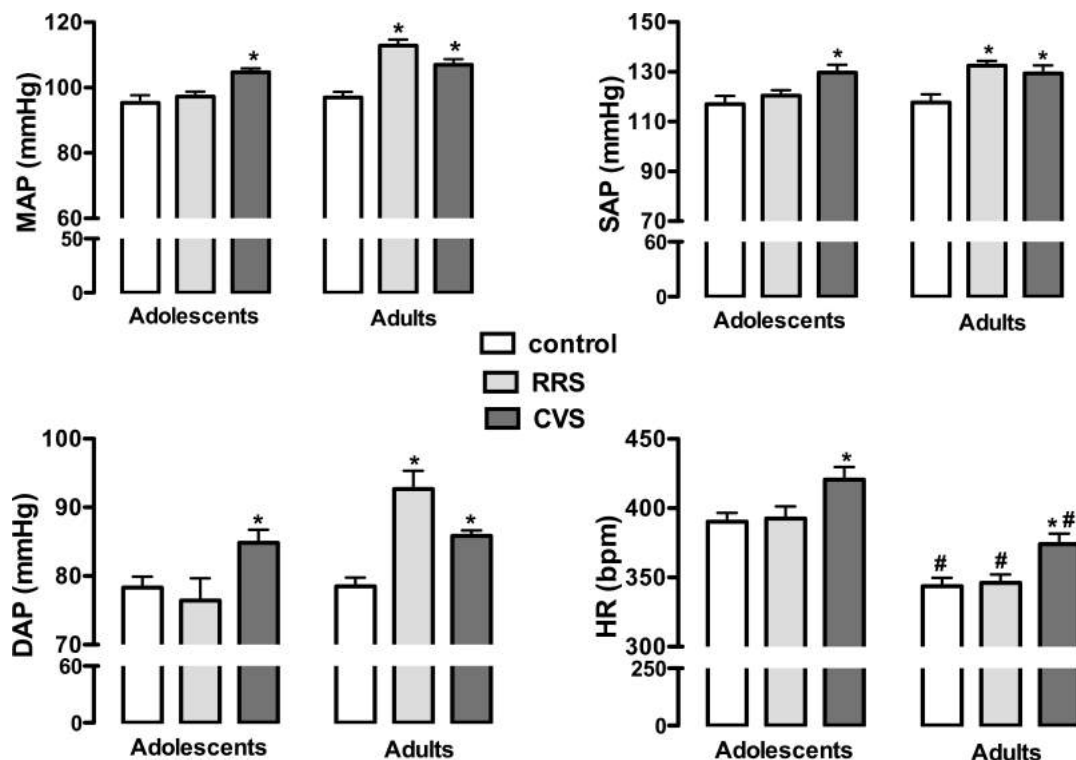 MAP (mmHg)
120
100
80
60
50
0
*
*
*
Adolescents
Adults
SAP (mmHg)
150
130
110
70
60
0
*
*
*
Adolescents
Adults
control
RRS
CVS
DAP (mmHg)
100
90
80
70
60
0
*
*
*
Adolescents
Adults
HR (bpm)
450
400
350
300
250
0
*
#
#
*#
Adolescents
Adults